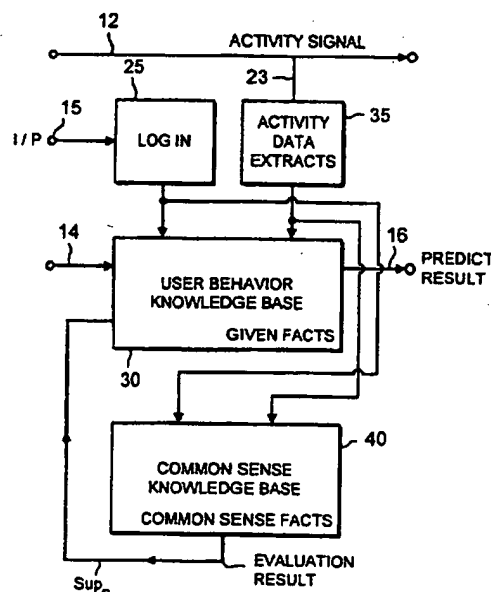 12
ACTIVITY SIGNAL
25
23
15
35
I / P
LOG IN
ACTIVITY
DATA
EXTRACTS
14
16
USER BEHAVIOR
KNOWLEDGE BASE
PREDICT
RESULT
GIVEN FACTS
30
40
COMMON SENSE
KNOWLEDGE BASE
COMMON SENSE FACTS
EVALUATION
RESULT
Sup